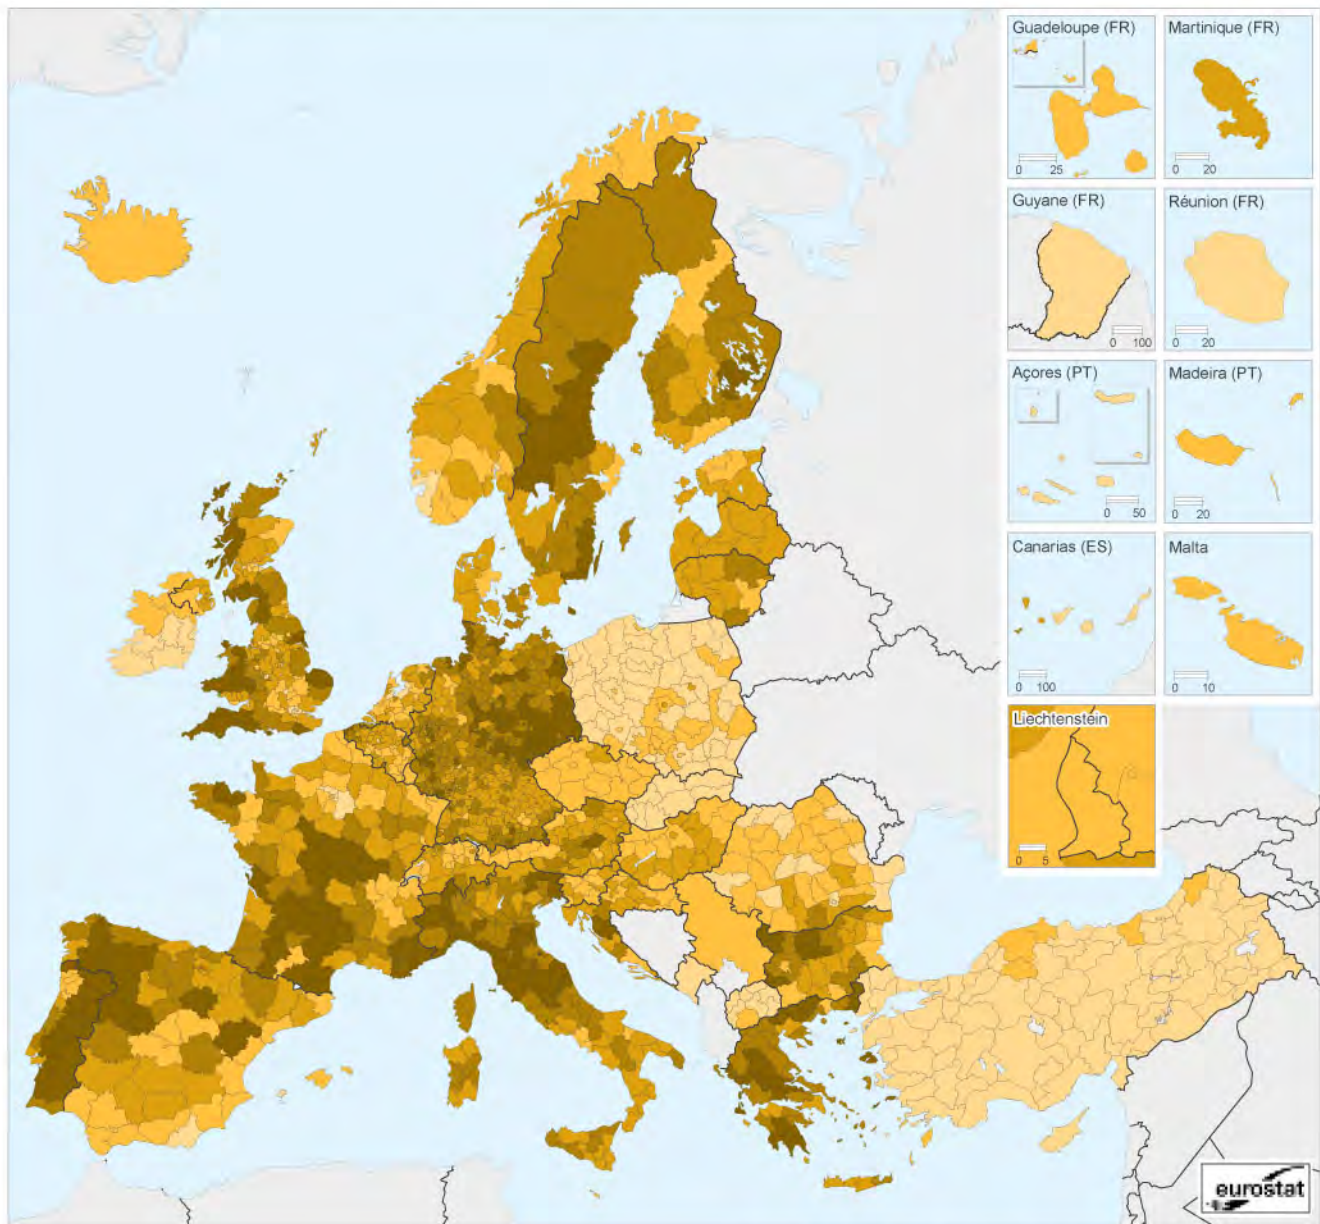 Guadeloupe (FR)
0 25
Martinique (FR)
0 20
Guyane (FR)
0 100
Réunion (FR)
0 20
Açores (PT)
0 50
Madeira (PT)
0 20
Canarias (ES)
0 100
Malta
0 10
Liechtenstein
0 5
eurostat